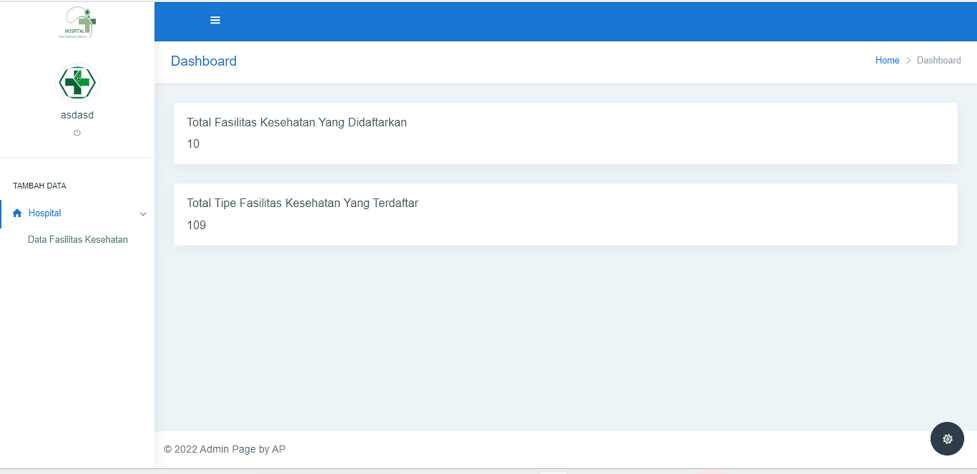 HOSPITAL
asdasd
TAMBAH DATA
Hospital
Data Fasilitas Kesehatan
Dashboard
Home > Dashboard
Total Fasilitas Kesehatan Yang Didaftarkan
10
Total Tipe Fasilitas Kesehatan Yang Terdaftar
109
© 2022 Admin Page by AP